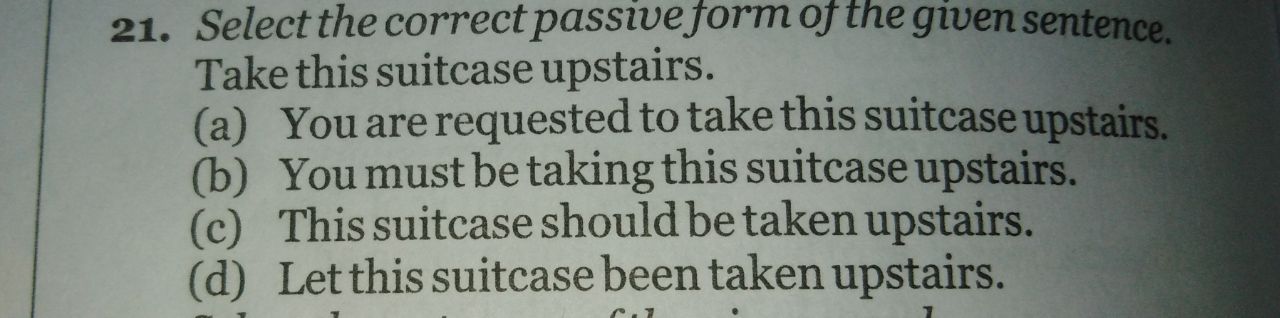 21. Select the correct passive form of the given sentence.
Take this suitcase upstairs.
(a) You are requested to take this suitcase upstairs.
(b) You must be taking this suitcase upstairs.
(c) This suitcase should be taken upstairs.
(d) Let this suitcase been taken upstairs.